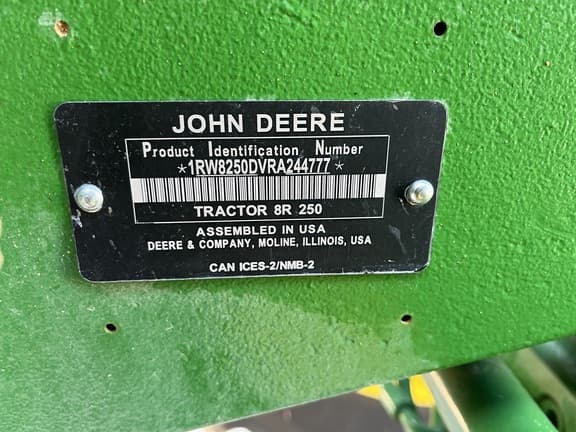 JOHN DEERE
Product Identification Number
*1RW8250DVRA244777*
TRACTOR 8R 250
ASSEMBLED IN USA
DEERE & COMPANY, MOLINE, ILLINOIS, USA
CAN ICES-2/NMB-2